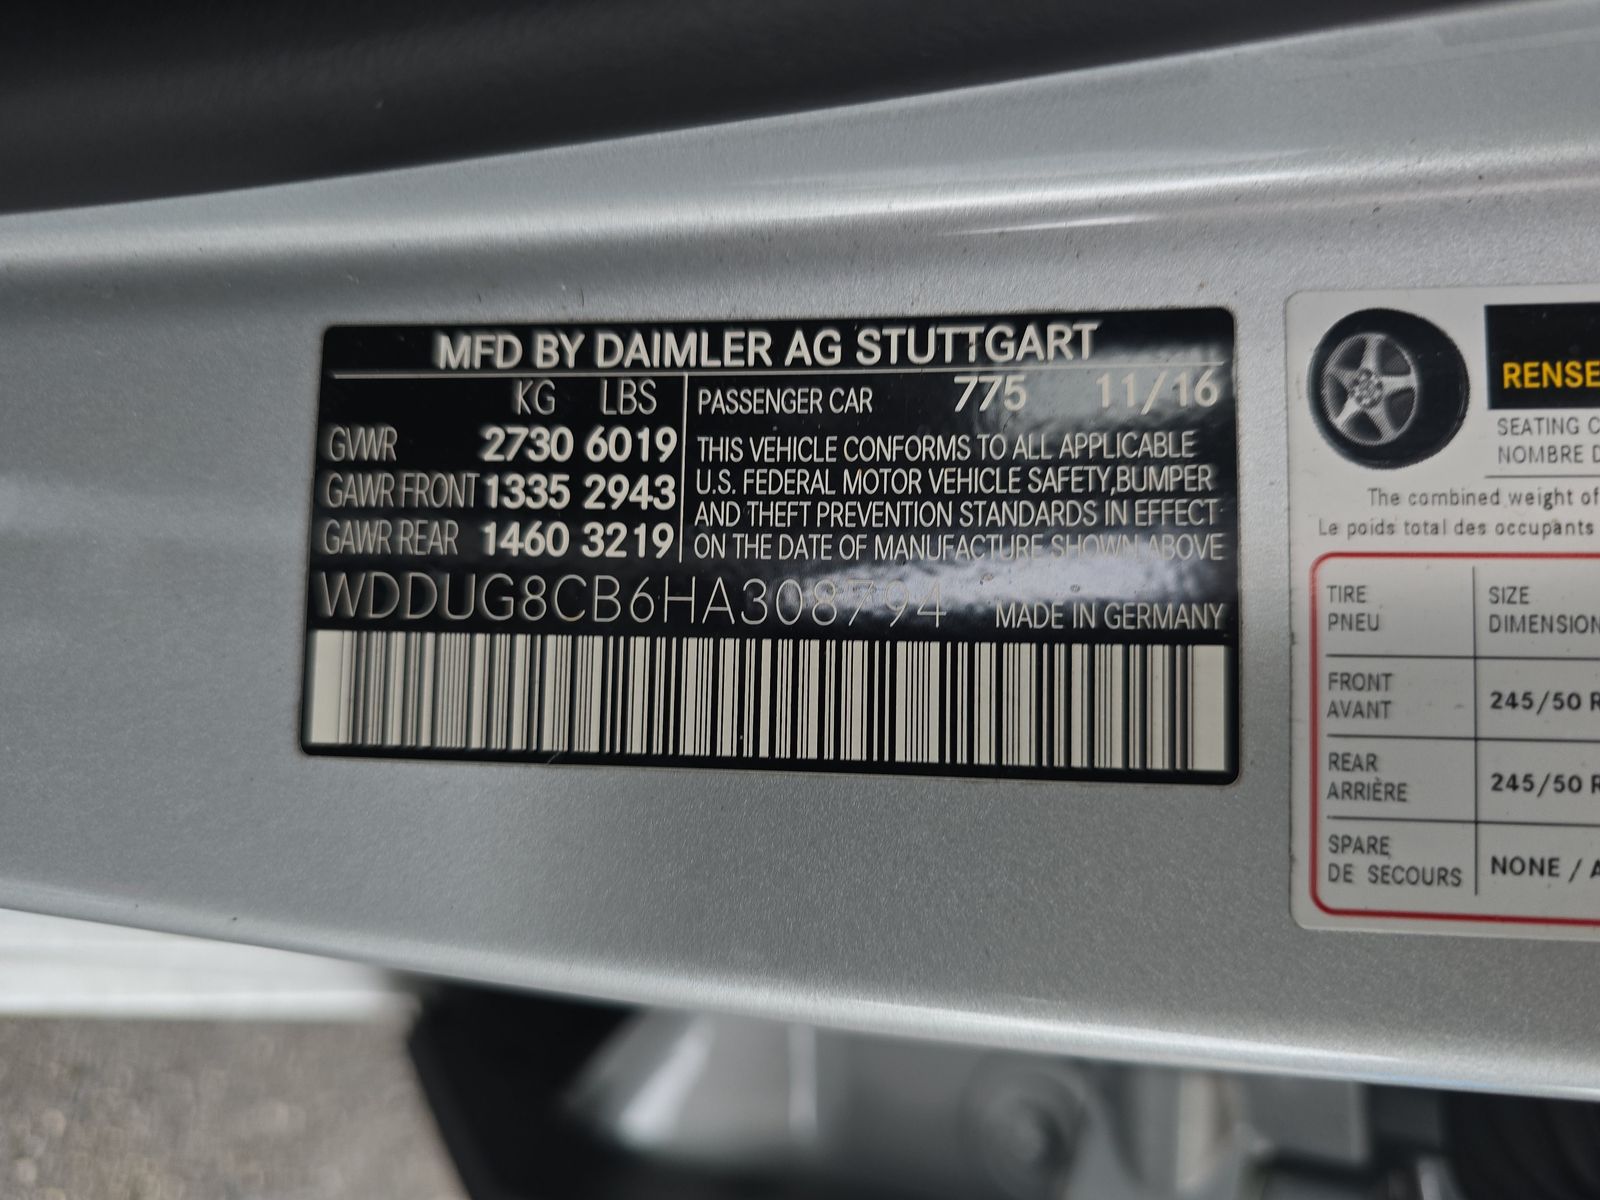 MFD BY DAIMLER AG STUTTGART
KG LBS
GVWR 2730 6019
GAWR FRONT 1335 2943
GAWR REAR 1460 3219
PASSENGER CAR 775 11/16
THIS VEHICLE CONFORMS TO ALL APPLICABLE
U.S. FEDERAL MOTOR VEHICLE SAFETY,BUMPER
AND THEFT PREVENTION STANDARDS IN EFFECT
ON THE DATE OF MANUFACTURE SHOWN ABOVE
WDDUG8CB6HA308794 MADE IN GERMANY
RENSE
SEATING C
NOMBRE D
The combined weight of
Le poids total des occupants
TIRE SIZE
PNEU DIMENSION
FRONT
AVANT 245/50 R
REAR
ARRIÈRE 245/50 R
SPARE
DE SECOURS NONE / A